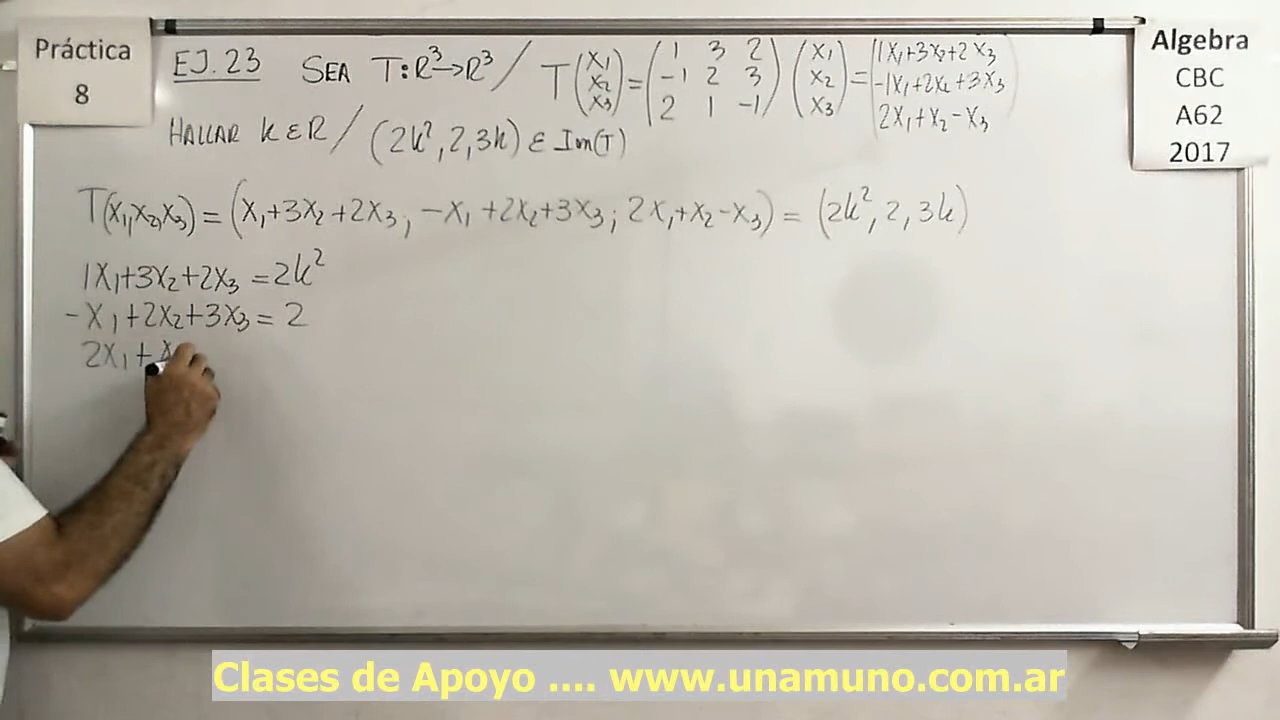 Práctica
8
EJ. 23 SEA T: R³→R³ / T(x₁ x₂ x₃) = (1 3 2 / -1 2 3 / 2 1 -1) (x₁ x₂ x₃) = (1x₁+3x₂+2x₃ / -1x₁+2x₂+3x₃ / 2x₁+x₂-x₃)
HALLAR k ∈ R / (2k², 2, 3k) ∈ Im(T)
Algebra
CBC
A62
2017
T(x₁,x₂,x₃) = (x₁+3x₂+2x₃ ; -x₁+2x₂+3x₃ ; 2x₁+x₂-x₃) = (2k², 2, 3k)
1x₁+3x₂+2x₃ = 2k²
-x₁+2x₂+3x₃ = 2
2x₁+x
Clases de Apoyo .... www.unamuno.com.ar